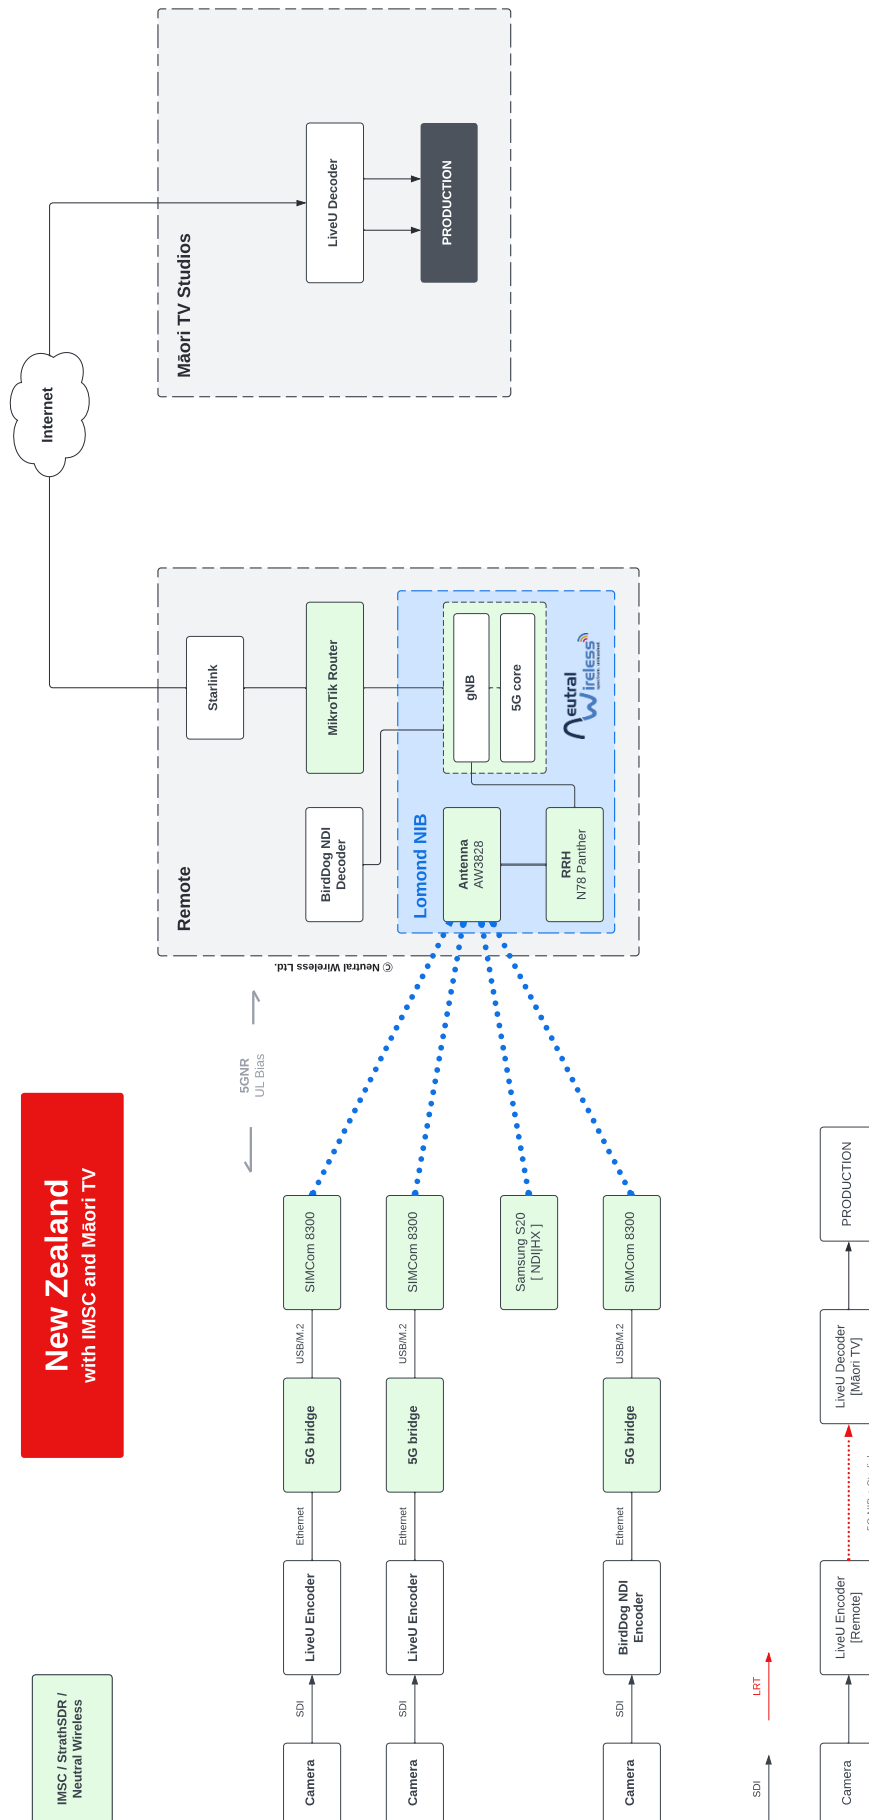 IMSC / StrathSDR /
Neutral Wireless
New Zealand
with IMSC and Māori TV
Internet
5GNR
UL Bias
Remote
Starlink
MikroTik Router
BirdDog NDI
Decoder
Lomond NIB
gNB
5G core
Antenna
AW3828
RRH
N78 Panther
Neutral
Wireless
© Neutral Wireless Ltd.
Māori TV Studios
LiveU Decoder
PRODUCTION
Camera
SDI
LiveU Encoder
Ethernet
5G bridge
USB/M.2
SIMCom 8300
Camera
SDI
LiveU Encoder
Ethernet
5G bridge
USB/M.2
SIMCom 8300
Samsung S20
[ NDI|HX ]
Camera
SDI
BirdDog NDI
Encoder
Ethernet
5G bridge
USB/M.2
SIMCom 8300
SDI
LRT
Camera
LiveU Encoder
[Remote]
LiveU Decoder
[Māori TV]
PRODUCTION